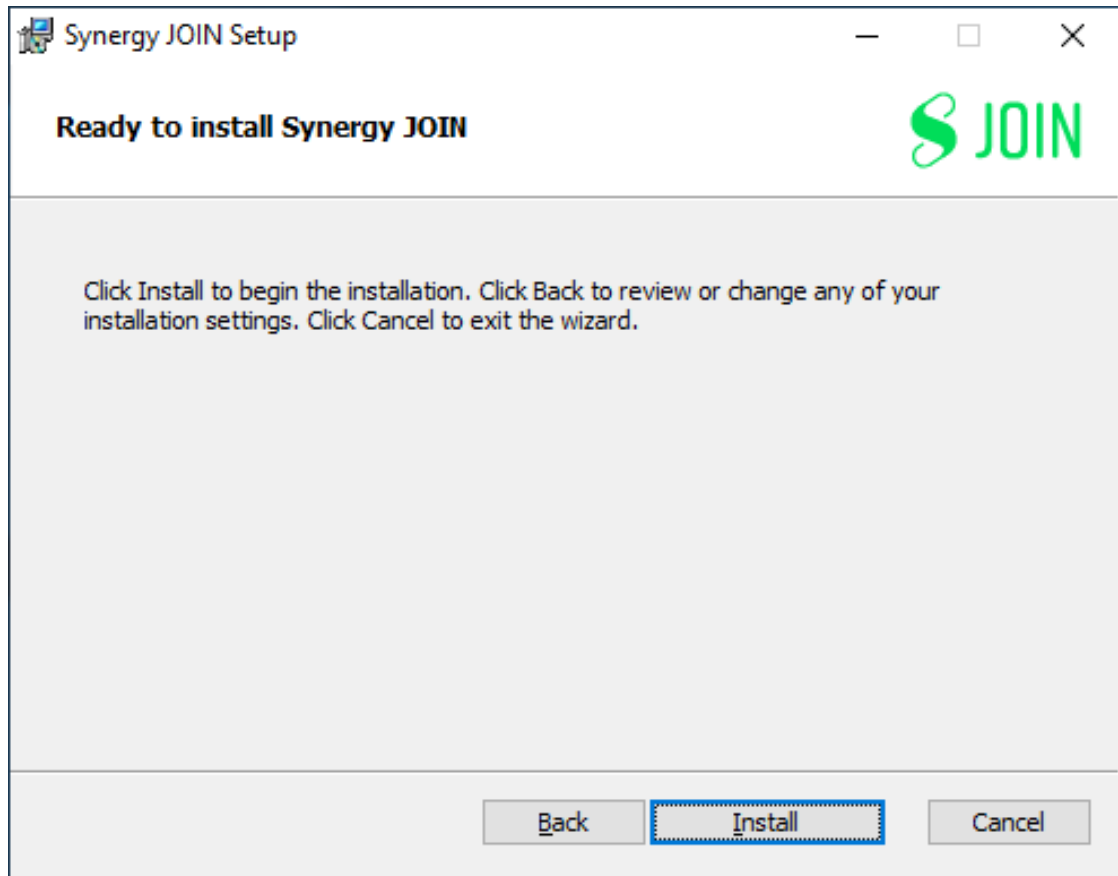 Synergy JOIN Setup
Ready to install Synergy JOIN
S JOIN
Click Install to begin the installation. Click Back to review or change any of your
installation settings. Click Cancel to exit the wizard.
Back
Install
Cancel